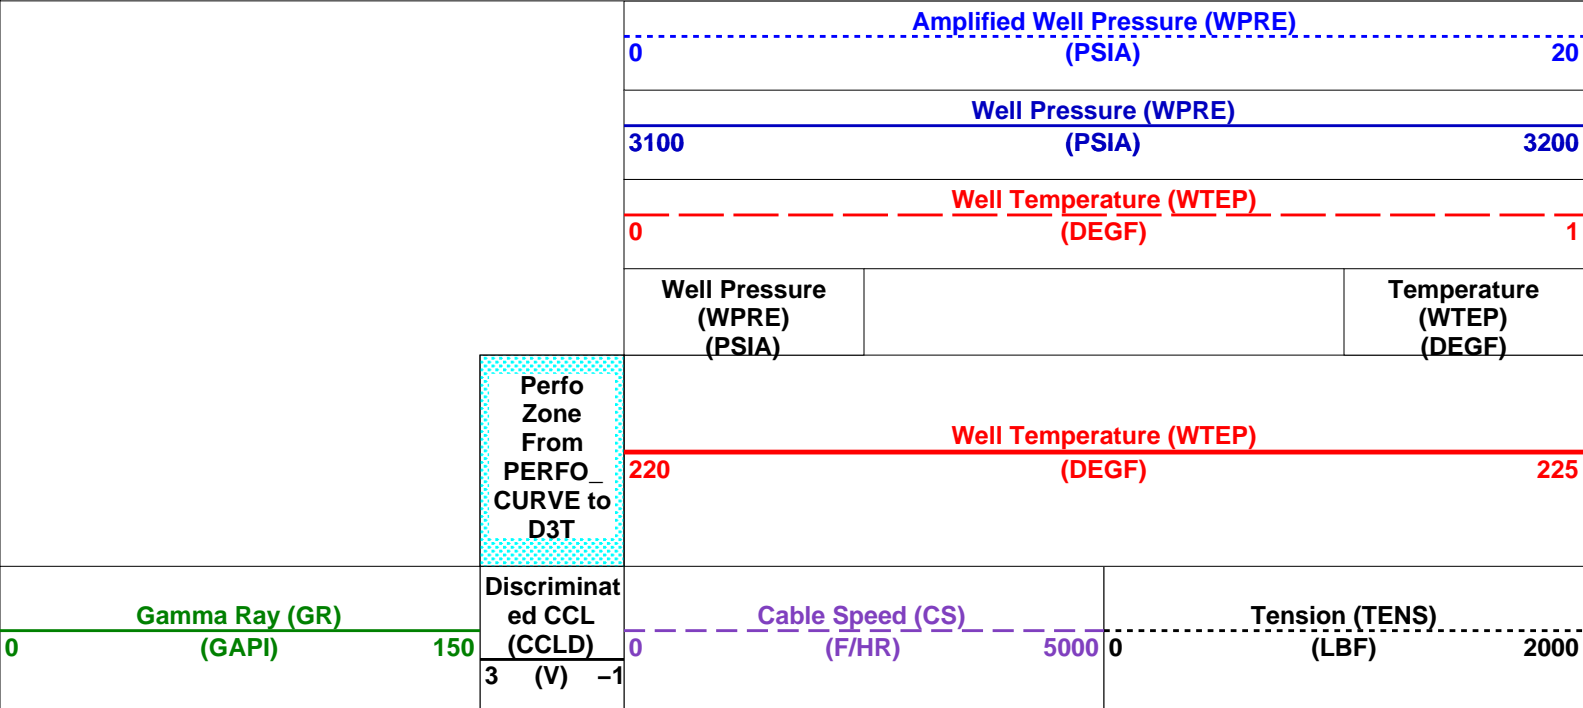 Amplified Well Pressure (WPRE)
0 (PSIA) 20
Well Pressure (WPRE)
3100 (PSIA) 3200
Well Temperature (WTEP)
0 (DEGF) 1
Well Pressure
(WPRE)
(PSIA)
Temperature
(WTEP)
(DEGF)
Perfo
Zone
From
PERFO_
CURVE to
D3T
Well Temperature (WTEP)
220 (DEGF) 225
Gamma Ray (GR)
0 (GAPI) 150
Discriminat
ed CCL
(CCLD)
3 (V) −1
Cable Speed (CS)
0 (F/HR) 5000
Tension (TENS)
0 (LBF) 2000